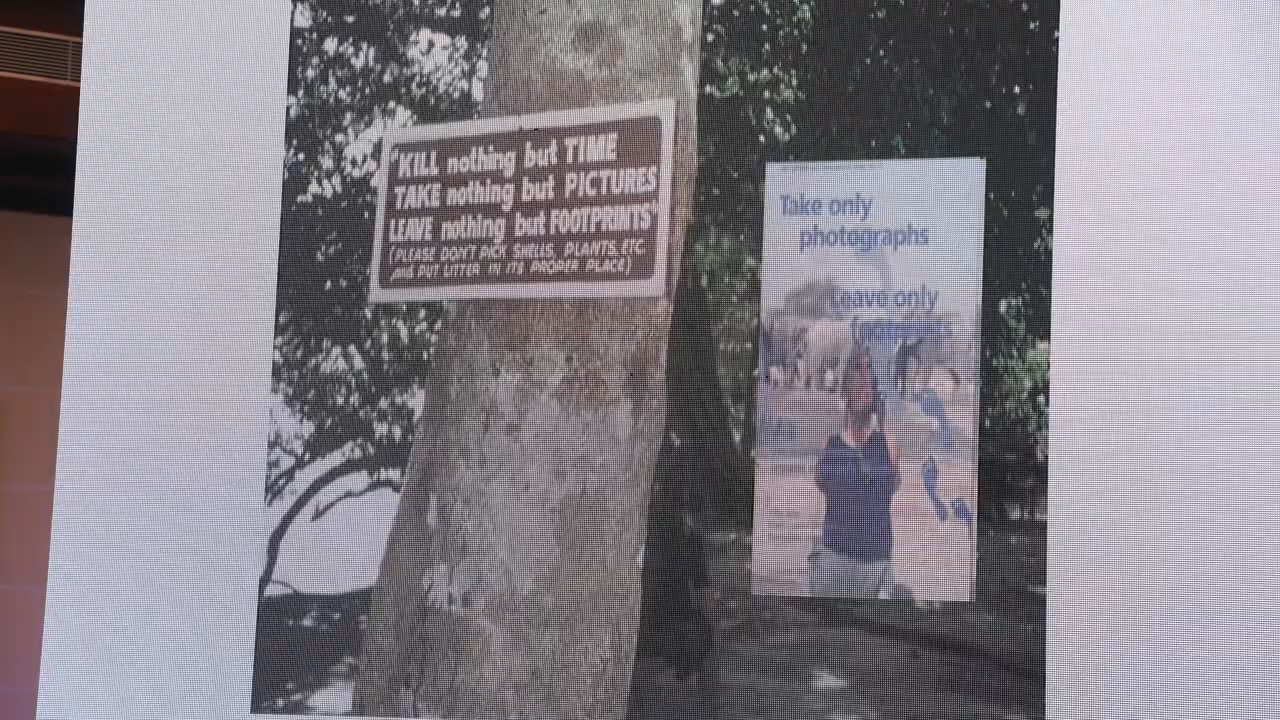 'KILL nothing but TIME
TAKE nothing but PICTURES
LEAVE nothing but FOOTPRINTS'
(PLEASE DON'T PICK SHELLS, PLANTS, ETC
AND PUT LITTER IN ITS PROPER PLACE)
Take only
photographs
Leave only
footprints